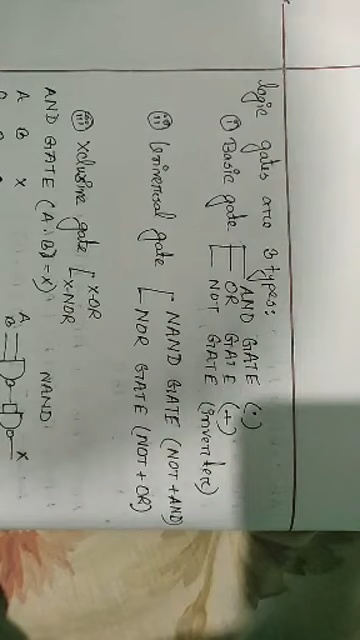 logic gates are 3 types:
(i) Basic gate [ AND GATE (·)
OR GATE (+)
NOT GATE (inverter)
(ii) Universal gate [ NAND GATE (NOT+AND)
NOR GATE (NOT+OR)
(iii) xclusive gate [ X-OR
X-NOR
AND GATE (A·B) = x) NAND:
A B X A
B X